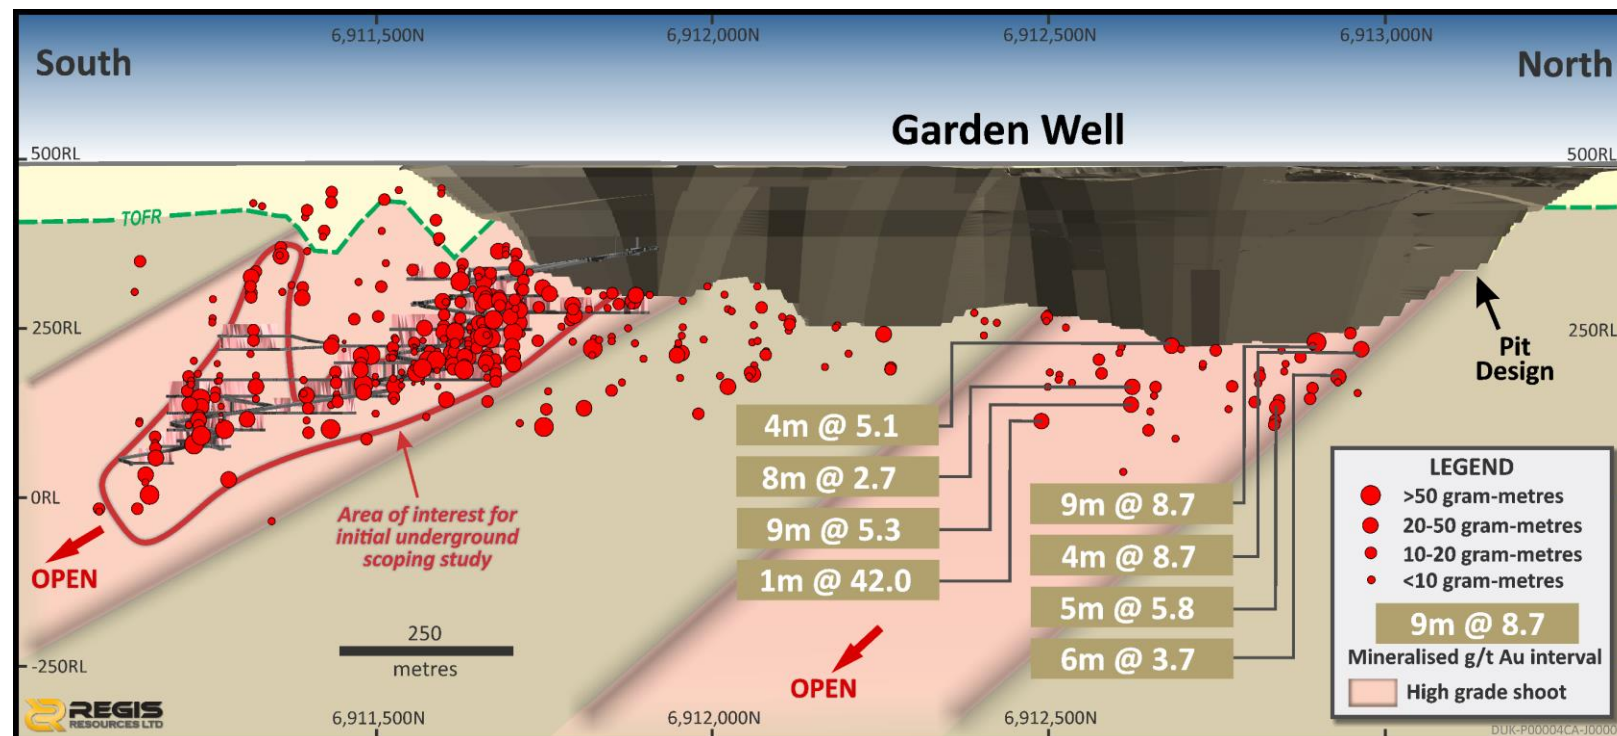 6,911,500N
6,912,000N
6,912,500N
6,913,000N
South
North
Garden Well
500RL
500RL
TOFR
250RL
250RL
Pit
Design
4m @ 5.1
8m @ 2.7
9m @ 5.3
1m @ 42.0
9m @ 8.7
4m @ 8.7
5m @ 5.8
6m @ 3.7
0RL
Area of interest for
initial underground
scoping study
OPEN
OPEN
250
metres
-250RL
LEGEND
>50 gram-metres
20-50 gram-metres
10-20 gram-metres
<10 gram-metres
9m @ 8.7
Mineralised g/t Au interval
High grade shoot
REGIS
RESOURCES LTD
6,911,500N
6,912,000N
6,912,500N
DUK-P00004CA-J0000